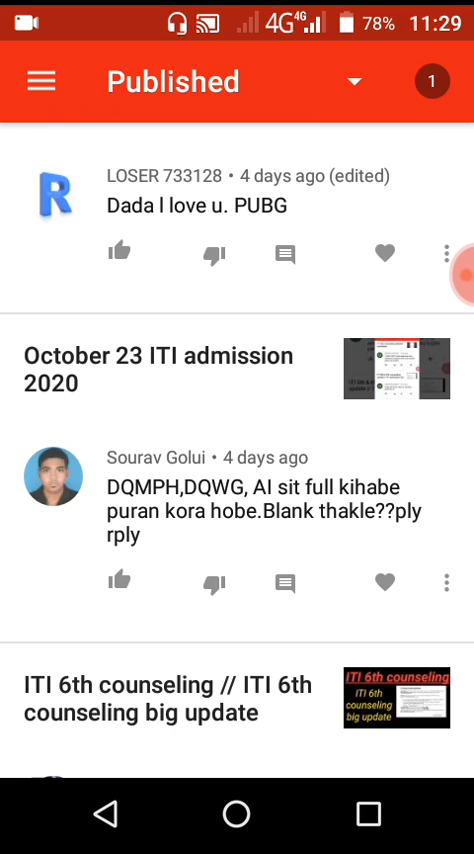 4G 4G 78% 11:29
Published
1
LOSER 733128 • 4 days ago (edited)
Dada l love u. PUBG
October 23 ITI admission
2020
Sourav Golui • 4 days ago
DQMPH,DQWG, AI sit full kihabe
puran kora hobe.Blank thakle??ply
rply
ITI 6th counseling // ITI 6th
counseling big update
ITI 6th counseling
ITI 6th
counseling
big update